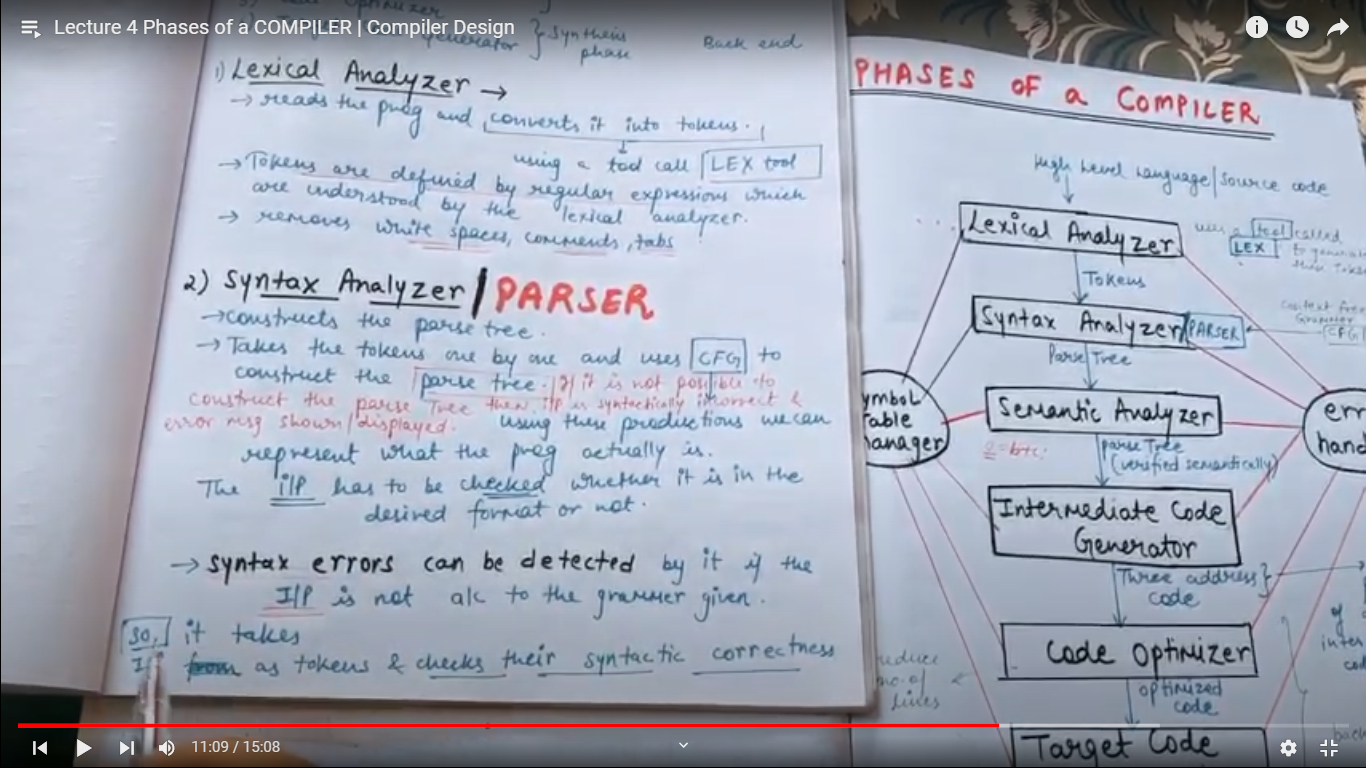 Lecture 4 Phases of a COMPILER | Compiler Design
Synthesis
phase
Back end
1) Lexical Analyzer →
→ reads the prog and converts it into tokens.
using a tool call LEX tool
→ Tokens are defined by regular expressions which
are understood by the lexical analyzer.
→ removes white spaces, comments, tabs
2) Syntax Analyzer / PARSER
→ constructs the parse tree.
→ Takes the tokens one by one and uses CFG to
construct the parse tree. If it is not possible to
construct the parse Tree then i/p is syntactically incorrect &
error msg shown/displayed. using these productions we can
represent what the prog actually is.
The i/P has to be checked whether it is in the
desired format or not.
→ syntax errors can be detected by it if the
I/P is not a/c to the grammer given.
so, it takes
as tokens & checks their syntactic correctness
PHASES OF a COMPILER
High Level Language/Source code
Lexical Analyzer
uses a tool called
LEX to generate
Tokens
Syntax Analyzer/PARSER
context free
Grammar
CFG
Parse Tree
Semantic Analyzer
parse Tree
(verified semantically)
Intermediate Code
Generator
Three address
code
Code Optimizer
optimized
code
Target Code
reduce
no. of
lines
11:09 / 15:08